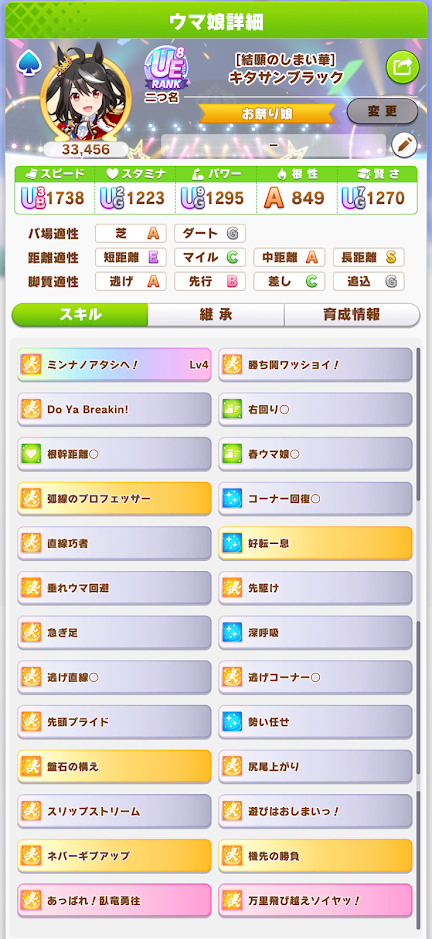 ウマ娘詳細
UE8
RANK
[結願のしまい華]
キタサンブラック
二つ名
お祭り娘
変更
33,456
–
スピード スタミナ パワー 根性 賢さ
UB3 1738 UG2 1223 UG9 1295 A 849 UG7 1270
バ場適性 芝 A ダート G
距離適性 短距離 E マイル C 中距離 A 長距離 S
脚質適性 逃げ A 先行 B 差し C 追込 G
スキル 継承 育成情報
ミンナノアタシへ! Lv4 勝ち鬨ワッショイ!
Do Ya Breakin! 右回り○
根幹距離○ 春ウマ娘○
弧線のプロフェッサー コーナー回復○
直線巧者 好転一息
垂れウマ回避 先駆け
急ぎ足 深呼吸
逃げ直線○ 逃げコーナー○
先頭プライド 勢い任せ
盤石の構え 尻尾上がり
スリップストリーム 遊びはおしまいっ!
ネバーギブアップ 機先の勝負
あっぱれ!臥竜勇往 万里飛び越えソイヤッ!